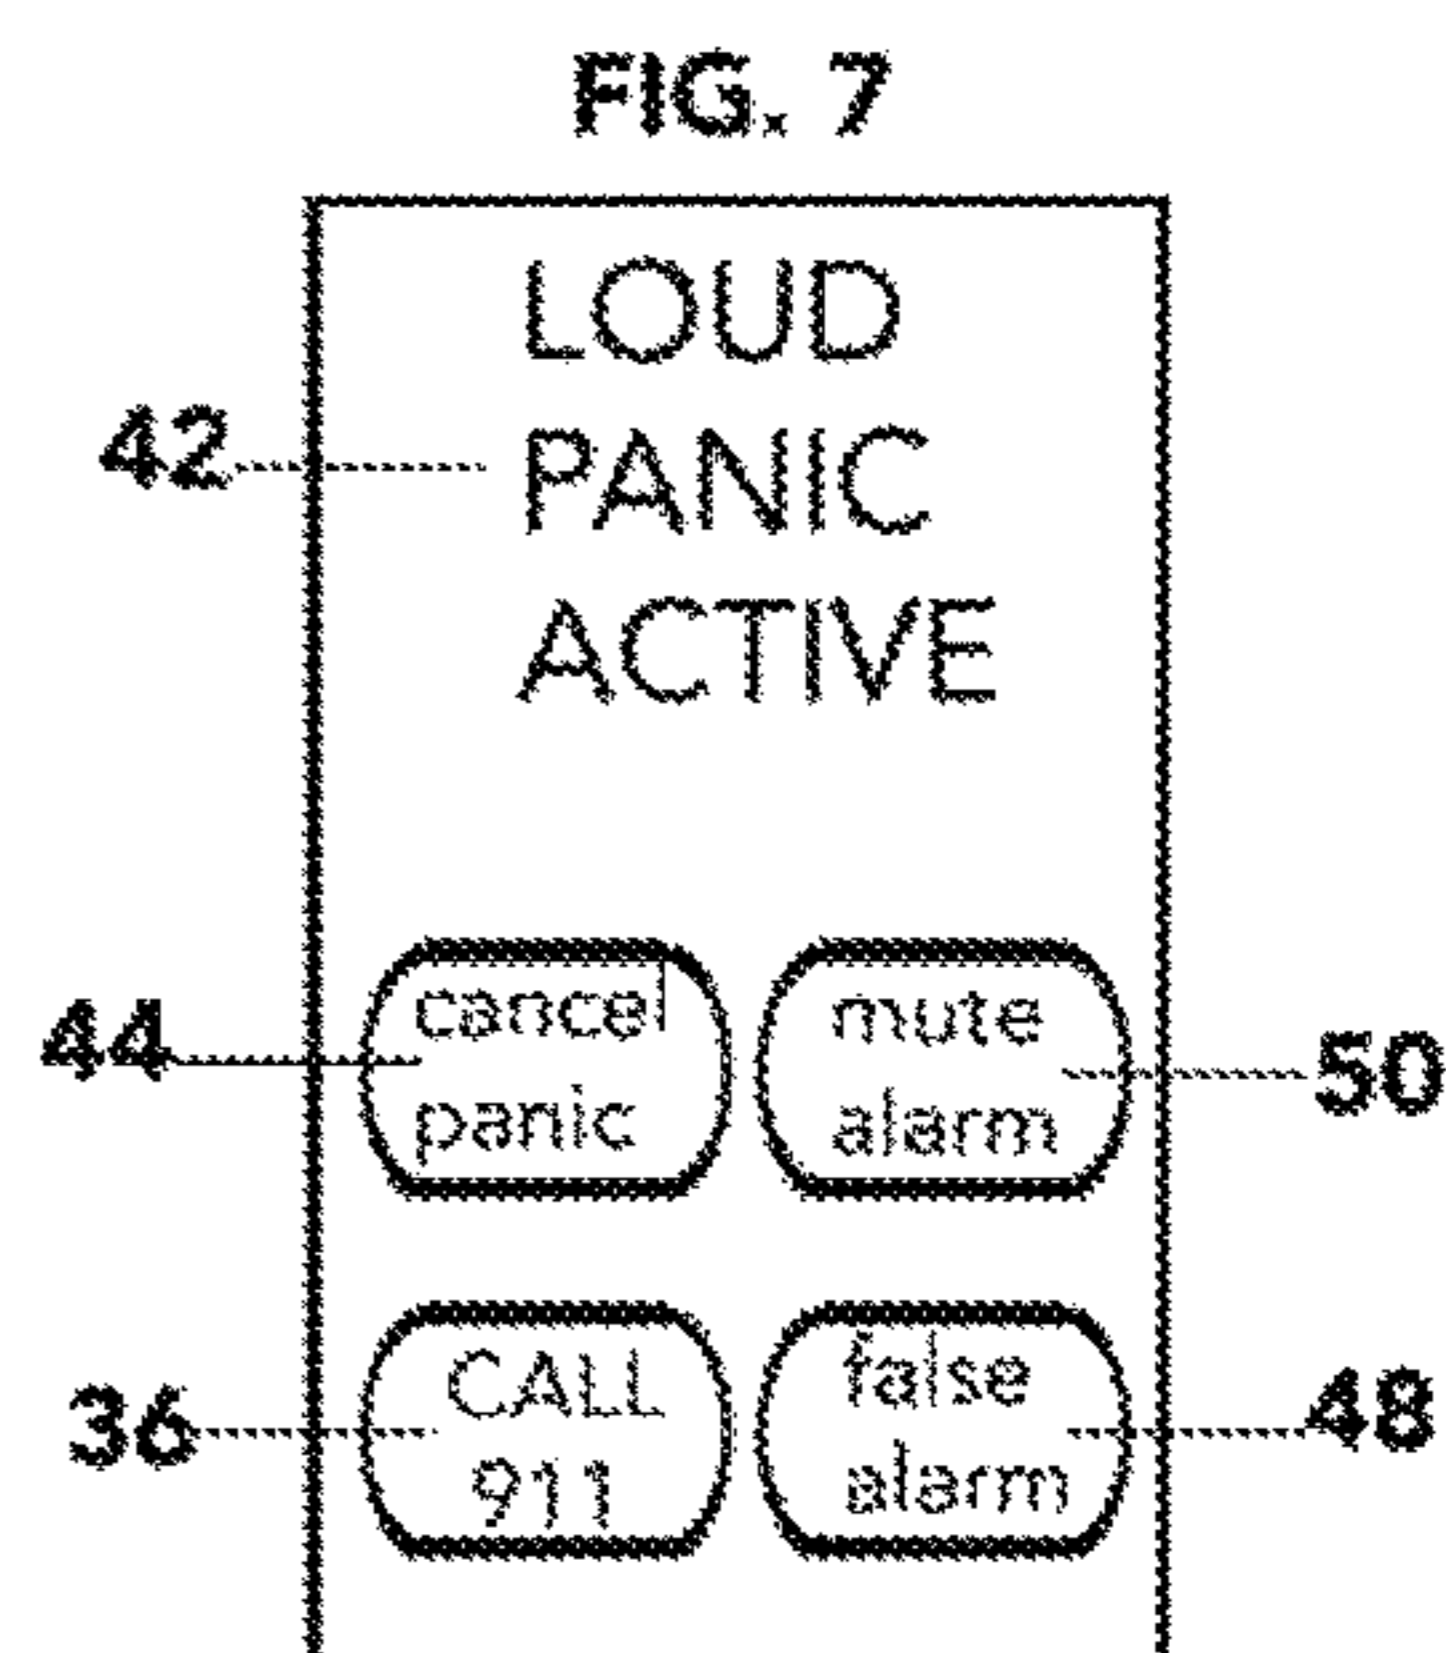 FIG. 7
LOUD
42 PANIC
ACTIVE
cancel mute
44 panic alarm 50
CALL false
36 911 alarm 48